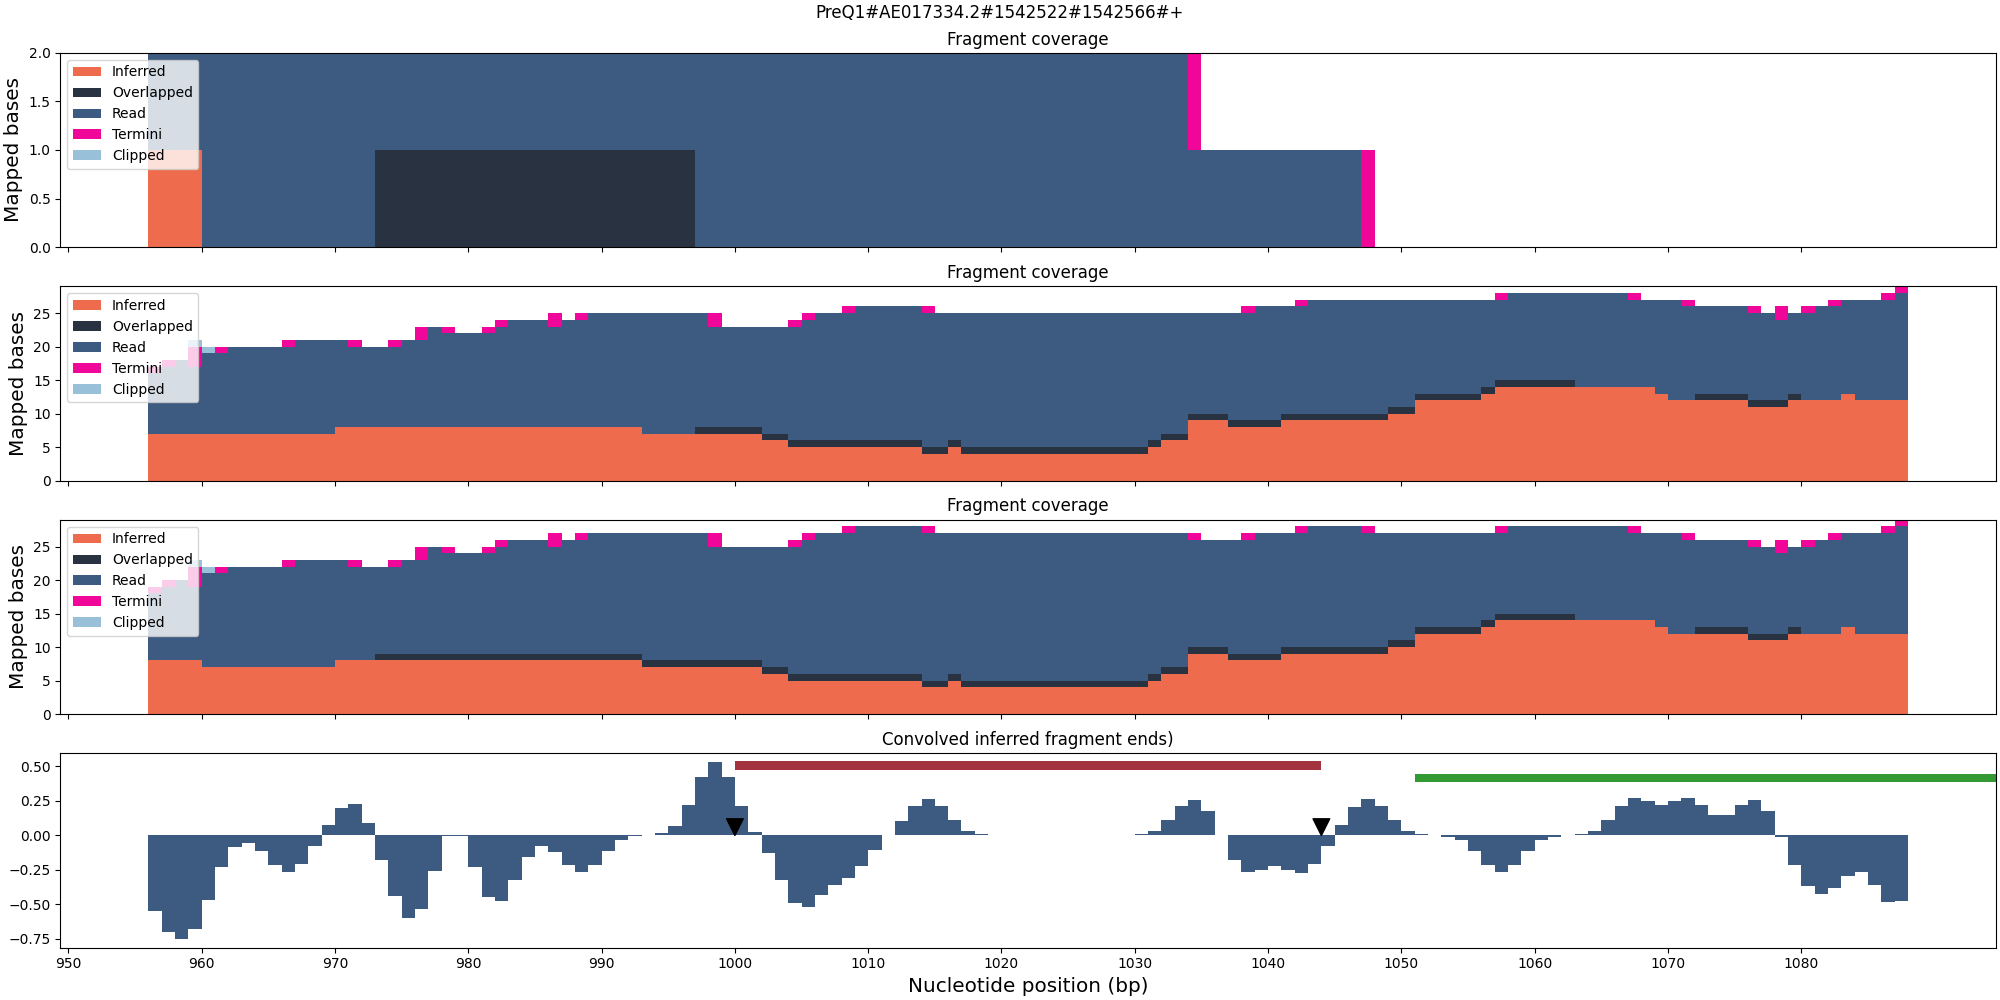 PreQ1#AE017334.2#1542522#1542566#+
Fragment coverage
Mapped bases
2.0
1.5
1.0
0.5
0.0
Inferred
Overlapped
Read
Termini
Clipped
Fragment coverage
Mapped bases
25
20
15
10
5
0
Inferred
Overlapped
Read
Termini
Clipped
Fragment coverage
Mapped bases
25
20
15
10
5
0
Inferred
Overlapped
Read
Termini
Clipped
Convolved inferred fragment ends)
0.50
0.25
0.00
−0.25
−0.50
−0.75
950 960 970 980 990 1000 1010 1020 1030 1040 1050 1060 1070 1080
Nucleotide position (bp)